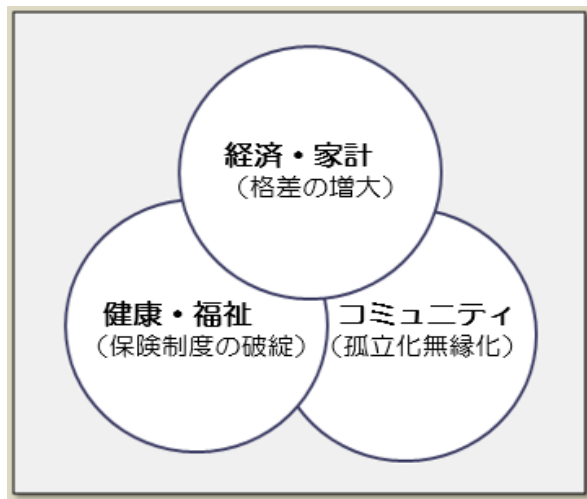 経済・家計
（格差の増大）
健康・福祉
（保険制度の破綻）
コミュニティ
（孤立化無縁化）